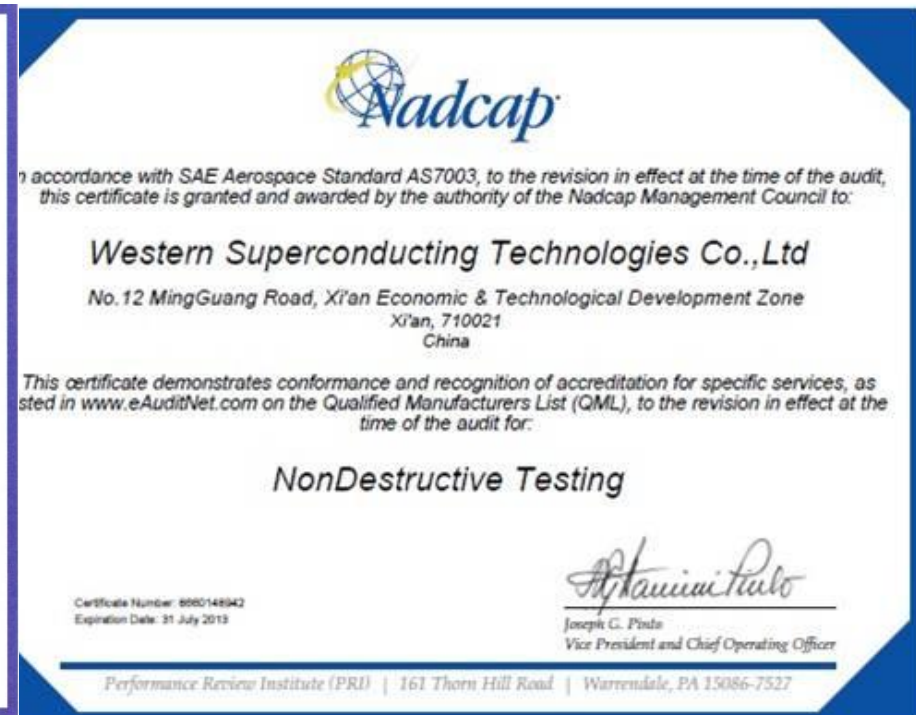 Nadcap
n accordance with SAE Aerospace Standard AS7003, to the revision in effect at the time of the audit,
this certificate is granted and awarded by the authority of the Nadcap Management Council to:
Western Superconducting Technologies Co.,Ltd
No.12 MingGuang Road, Xi'an Economic & Technological Development Zone
Xi'an, 710021
China
This certificate demonstrates conformance and recognition of accreditation for specific services, as
sted in www.eAuditNet.com on the Qualified Manufacturers List (QML), to the revision in effect at the
time of the audit for:
NonDestructive Testing
Certificate Number:
Expiration Date: 31 July 2013
Joseph G. Pinto
Vice President and Chief Operating Officer
Performance Review Institute (PRI) | 161 Thorn Hill Road | Warrendale, PA 15086-7527